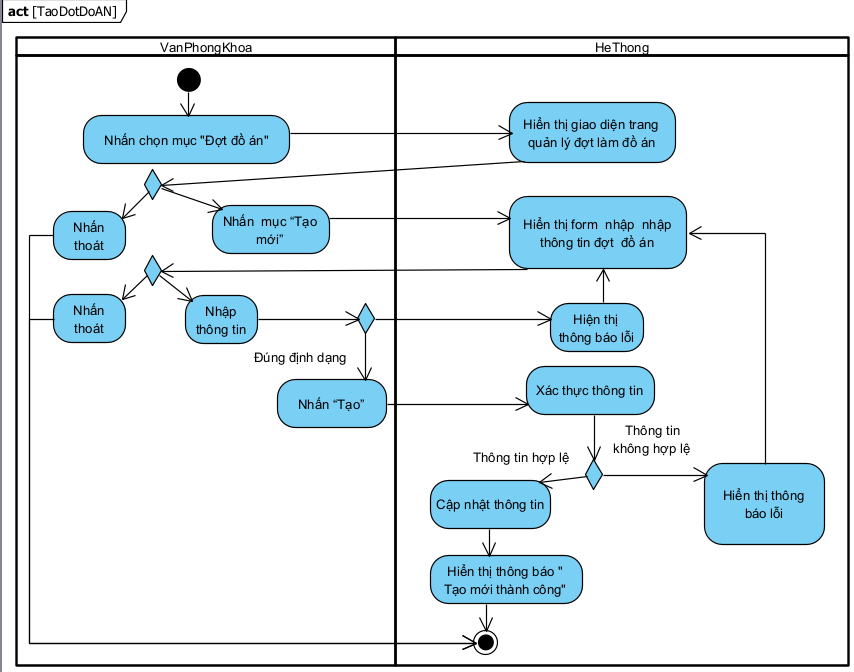 act [TaoDotDoAN]
VanPhongKhoa
HeThong
Nhấn chọn mục "Đợt đồ án"
Hiển thị giao diện trang
quản lý đợt làm đồ án
Nhấn
thoát
Nhấn mục “Tạo
mới”
Hiển thị form nhập nhập
thông tin đợt đồ án
Nhấn
thoát
Nhập
thông tin
Hiện thị
thông báo lỗi
Đúng định dạng
Nhấn “Tạo”
Xác thực thông tin
Thông tin
không hợp lệ
Thông tin hợp lệ
Cập nhật thông tin
Hiển thị thông
báo lỗi
Hiển thị thông báo "
Tạo mới thành công"